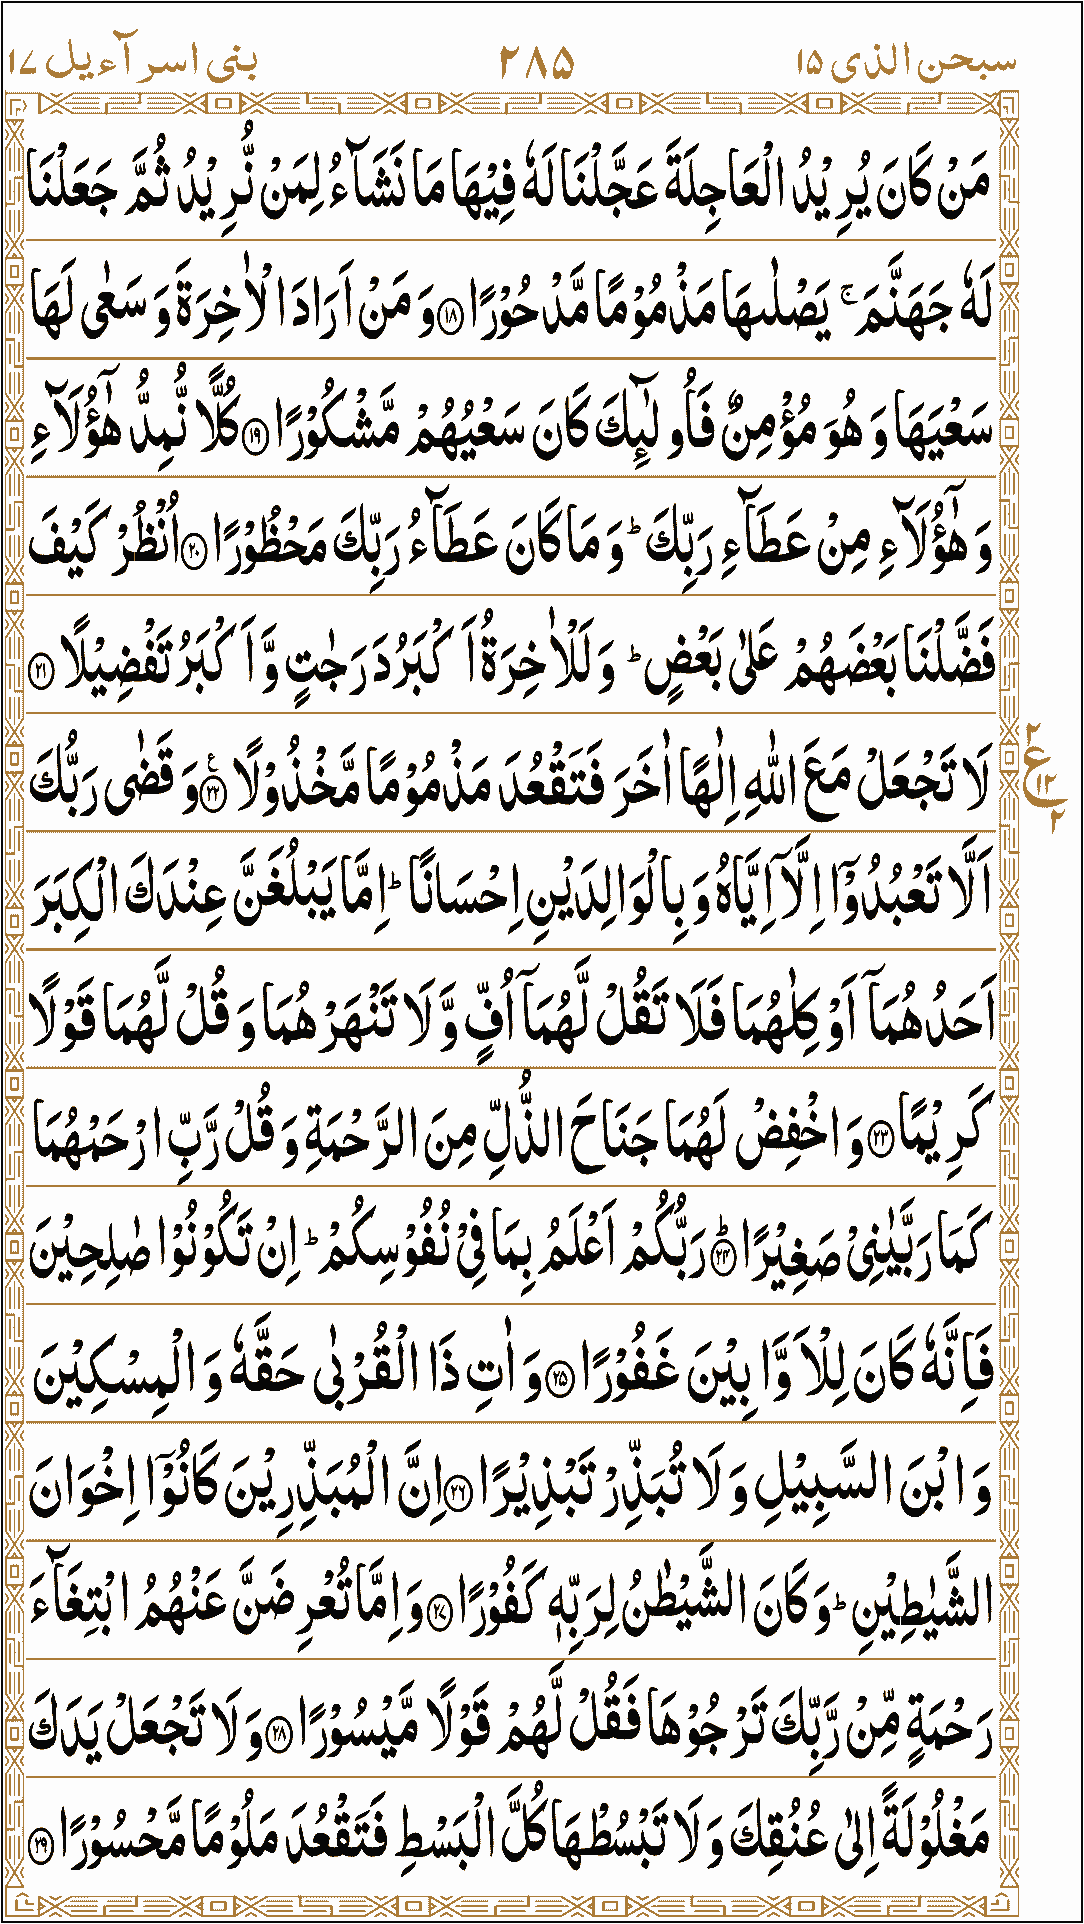 سبحن الذی ۱۵ ۲۸۵ بنی اسرآءیل ۱۷
مَنْ كَانَ يُرِيْدُ الْعَاجِلَةَ عَجَّلْنَا لَهٗ فِيْهَا مَا نَشَآءُ لِمَنْ نُّرِيْدُ ثُمَّ جَعَلْنَا
لَهٗ جَهَنَّمَ ۚ يَصْلٰىهَا مَذْمُوْمًا مَّدْحُوْرًا ۝۱۸ وَ مَنْ اَرَادَ الْاٰخِرَةَ وَ سَعٰى لَهَا
سَعْيَهَا وَ هُوَ مُؤْمِنٌ فَاُولٰٓىِٕكَ كَانَ سَعْيُهُمْ مَّشْكُوْرًا ۝۱۹ كُلًّا نُّمِدُّ هٰۤؤُلَآءِ
وَ هٰۤؤُلَآءِ مِنْ عَطَآءِ رَبِّكَ ؕ وَ مَا كَانَ عَطَآءُ رَبِّكَ مَحْظُوْرًا ۝۲۰ اُنْظُرْ كَيْفَ
فَضَّلْنَا بَعْضَهُمْ عَلٰى بَعْضٍ ؕ وَ لَلْاٰخِرَةُ اَكْبَرُ دَرَجٰتٍ وَّ اَكْبَرُ تَفْضِيْلًا ۝۲۱
لَا تَجْعَلْ مَعَ اللّٰهِ اِلٰهًا اٰخَرَ فَتَقْعُدَ مَذْمُوْمًا مَّخْذُوْلًا ۝۲۲ۧ وَ قَضٰى رَبُّكَ
۲ ع ۱۲ ۲
اَلَّا تَعْبُدُوْۤا اِلَّاۤ اِيَّاهُ وَ بِالْوَالِدَيْنِ اِحْسَانًا ؕ اِمَّا يَبْلُغَنَّ عِنْدَكَ الْكِبَرَ
اَحَدُهُمَاۤ اَوْ كِلٰهُمَا فَلَا تَقُلْ لَّهُمَاۤ اُفٍّ وَّ لَا تَنْهَرْهُمَا وَ قُلْ لَّهُمَا قَوْلًا
كَرِيْمًا ۝۲۳ وَ اخْفِضْ لَهُمَا جَنَاحَ الذُّلِّ مِنَ الرَّحْمَةِ وَ قُلْ رَّبِّ ارْحَمْهُمَا
كَمَا رَبَّيٰنِيْ صَغِيْرًا ۝۲۴ؕ رَبُّكُمْ اَعْلَمُ بِمَا فِيْ نُفُوْسِكُمْ ؕ اِنْ تَكُوْنُوْا صٰلِحِيْنَ
فَاِنَّهٗ كَانَ لِلْاَوَّابِيْنَ غَفُوْرًا ۝۲۵ وَ اٰتِ ذَا الْقُرْبٰى حَقَّهٗ وَ الْمِسْكِيْنَ
وَ ابْنَ السَّبِيْلِ وَ لَا تُبَذِّرْ تَبْذِيْرًا ۝۲۶ اِنَّ الْمُبَذِّرِيْنَ كَانُوْۤا اِخْوَانَ
الشَّيٰطِيْنِ ؕ وَ كَانَ الشَّيْطٰنُ لِرَبِّهٖ كَفُوْرًا ۝۲۷ وَ اِمَّا تُعْرِضَنَّ عَنْهُمُ ابْتِغَآءَ
رَحْمَةٍ مِّنْ رَّبِّكَ تَرْجُوْهَا فَقُلْ لَّهُمْ قَوْلًا مَّيْسُوْرًا ۝۲۸ وَ لَا تَجْعَلْ يَدَكَ
مَغْلُوْلَةً اِلٰى عُنُقِكَ وَ لَا تَبْسُطْهَا كُلَّ الْبَسْطِ فَتَقْعُدَ مَلُوْمًا مَّحْسُوْرًا ۝۲۹